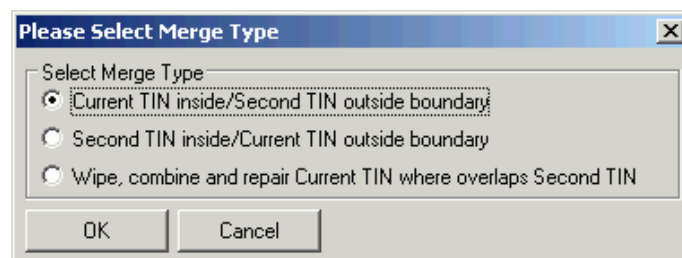 Please Select Merge Type
Select Merge Type
Current TIN inside/Second TIN outside boundary
Second TIN inside/Current TIN outside boundary
Wipe, combine and repair Current TIN where overlaps Second TIN
OK Cancel